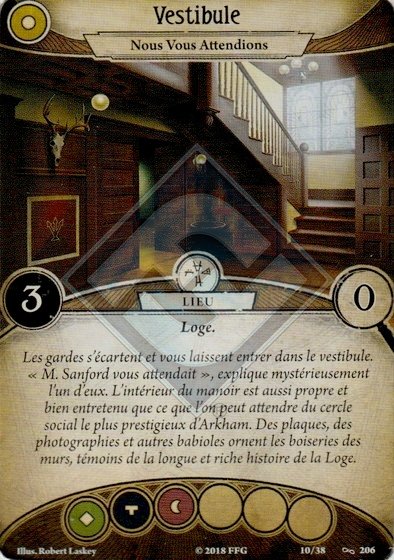 Vestibule
Nous Vous Attendions
3
LIEU
0
Loge.
Les gardes s'écartent et vous laissent entrer dans le vestibule.
« M. Sanford vous attendait », explique mystérieusement
l'un d'eux. L'intérieur du manoir est aussi propre et
bien entretenu que ce que l'on peut attendre du cercle
social le plus prestigieux d'Arkham. Des plaques, des
photographies et autres babioles ornent les boiseries des
murs, témoins de la longue et riche histoire de la Loge.
Illus. Robert Laskey
© 2018 FFG
10/38
206